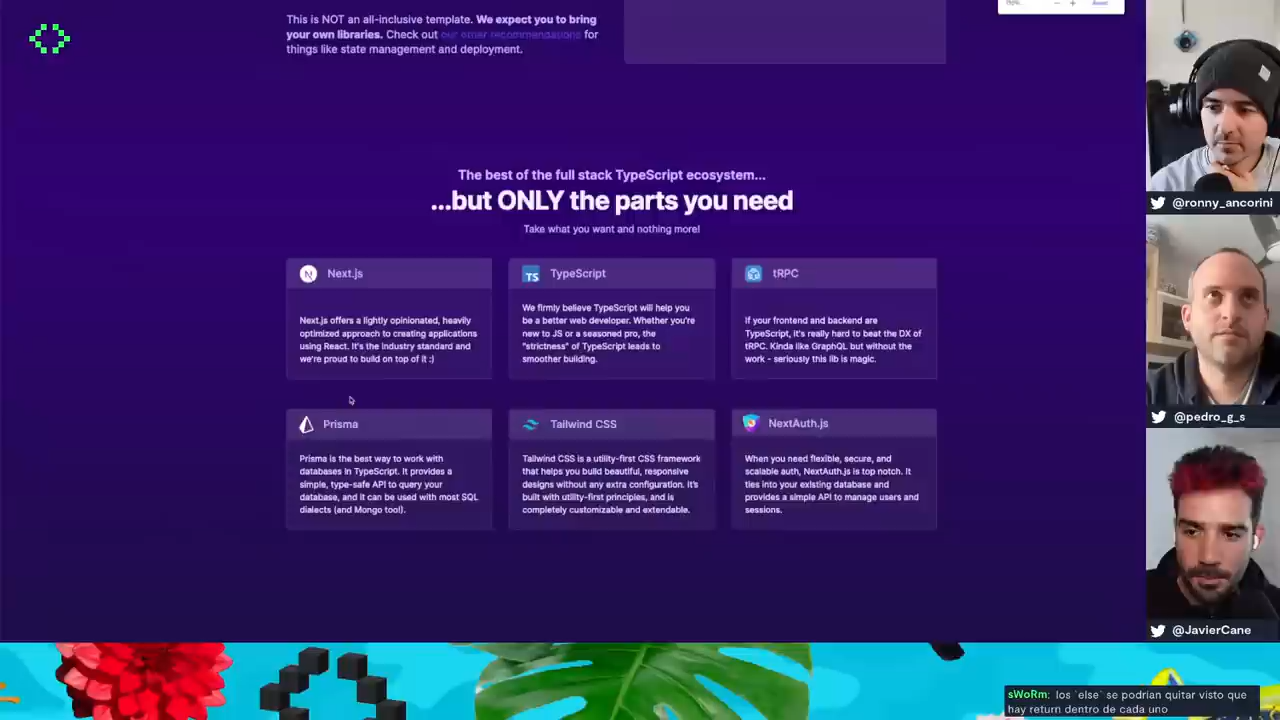 This is NOT an all-inclusive template. We expect you to bring
your own libraries. Check out our other recommendations for
things like state management and deployment.
The best of the full stack TypeScript ecosystem...
...but ONLY the parts you need
Take what you want and nothing more!
Next.js
Next.js offers a lightly opinionated, heavily
optimized approach to creating applications
using React. It's the industry standard and
we're proud to build on top of it :)
TypeScript
We firmly believe TypeScript will help you
be a better web developer. Whether you're
new to JS or a seasoned pro, the
"strictness" of TypeScript leads to
smoother building.
tRPC
If your frontend and backend are
TypeScript, it's really hard to beat the DX of
tRPC. Kinda like GraphQL but without the
work - seriously this lib is magic.
Prisma
Prisma is the best way to work with
databases in TypeScript. It provides a
simple, type-safe API to query your
database, and it can be used with most SQL
dialects (and Mongo too!).
Tailwind CSS
Tailwind CSS is a utility-first CSS framework
that helps you build beautiful, responsive
designs without any extra configuration. It's
built with utility-first principles, and is
completely customizable and extendable.
NextAuth.js
When you need flexible, secure, and
scalable auth, NextAuth.js is top notch. It
ties into your existing database and
provides a simple API to manage users and
sessions.
@ronny_ancorini
@pedro_g_s
@JavierCane
sWoRm: los `else` se podrian quitar visto que
hay return dentro de cada uno